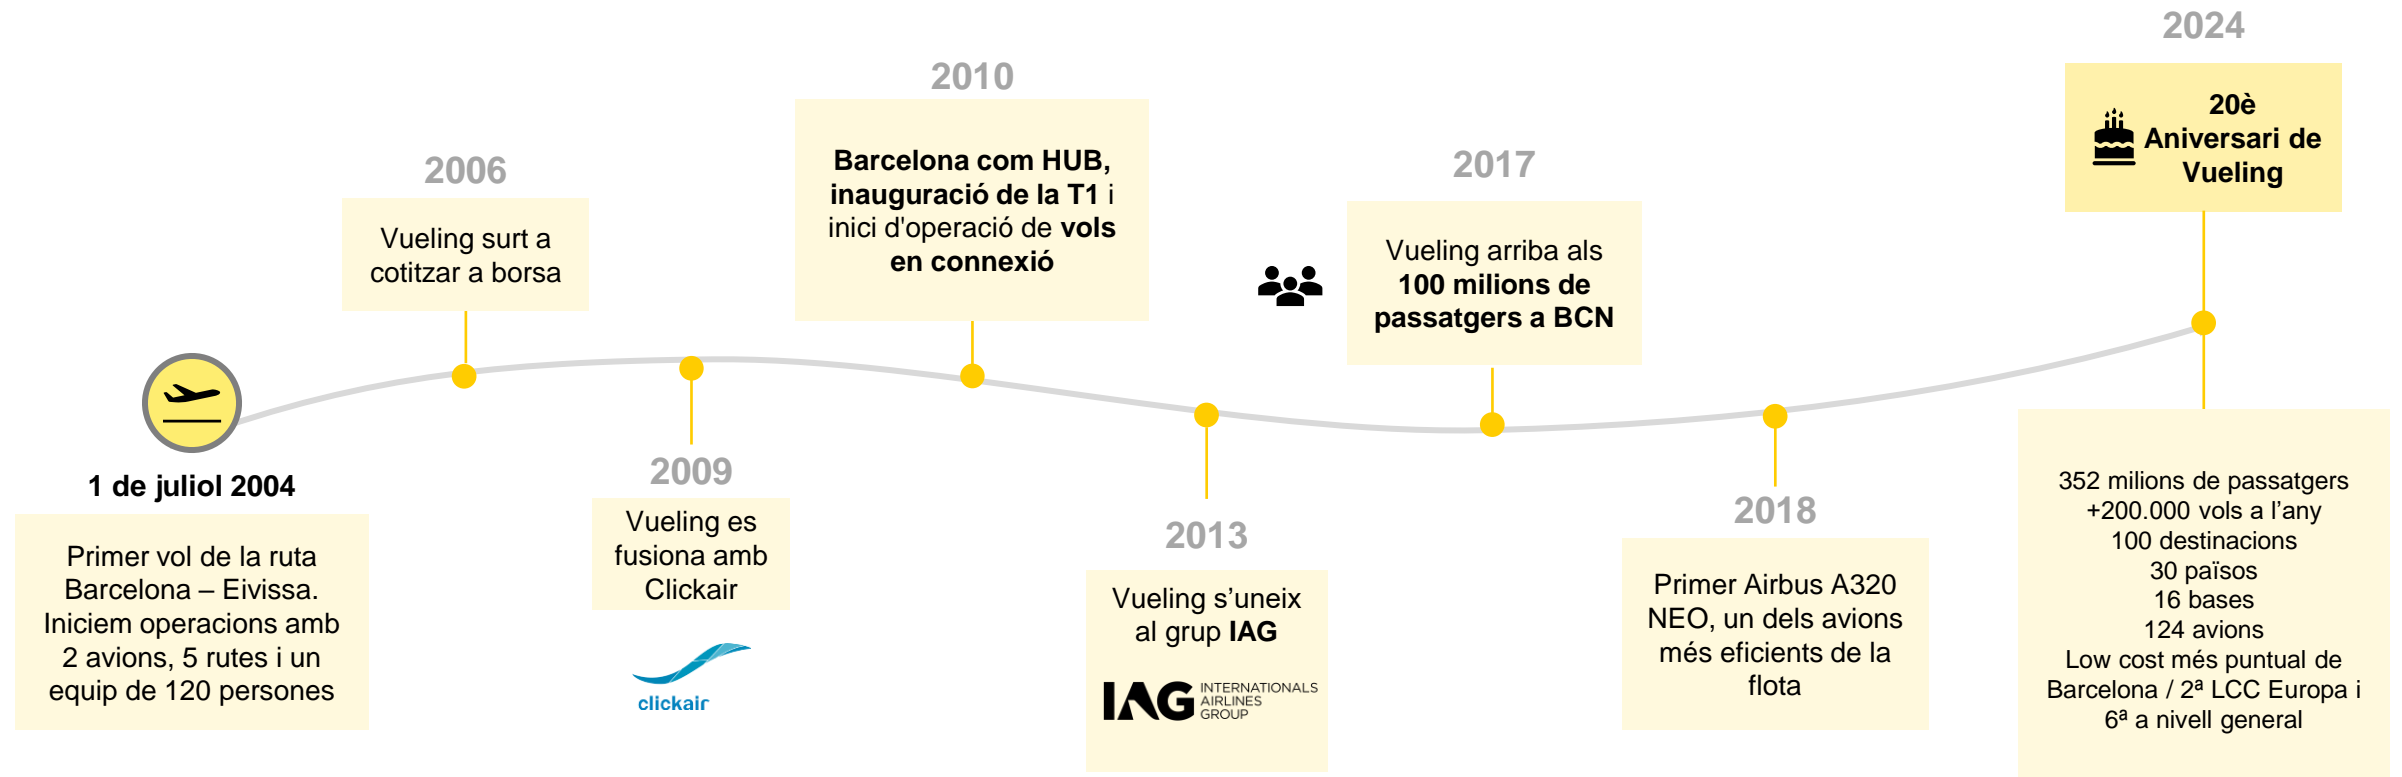 1 de juliol 2004
Primer vol de la ruta
Barcelona – Eivissa.
Iniciem operacions amb
2 avions, 5 rutes i un
equip de 120 persones
2006
Vueling surt a
cotitzar a borsa
2009
Vueling es
fusiona amb
Clickair
clickair
2010
Barcelona com HUB,
inauguració de la T1 i
inici d'operació de vols
en connexió
2013
Vueling s’uneix
al grup IAG
IAG
INTERNATIONALS
AIRLINES
GROUP
2017
Vueling arriba als
100 milions de
passatgers a BCN
2018
Primer Airbus A320
NEO, un dels avions
més eficients de la
flota
2024
20è
Aniversari de
Vueling
352 milions de passatgers
+200.000 vols a l’any
100 destinacions
30 països
16 bases
124 avions
Low cost més puntual de
Barcelona / 2ª LCC Europa i
6ª a nivell general